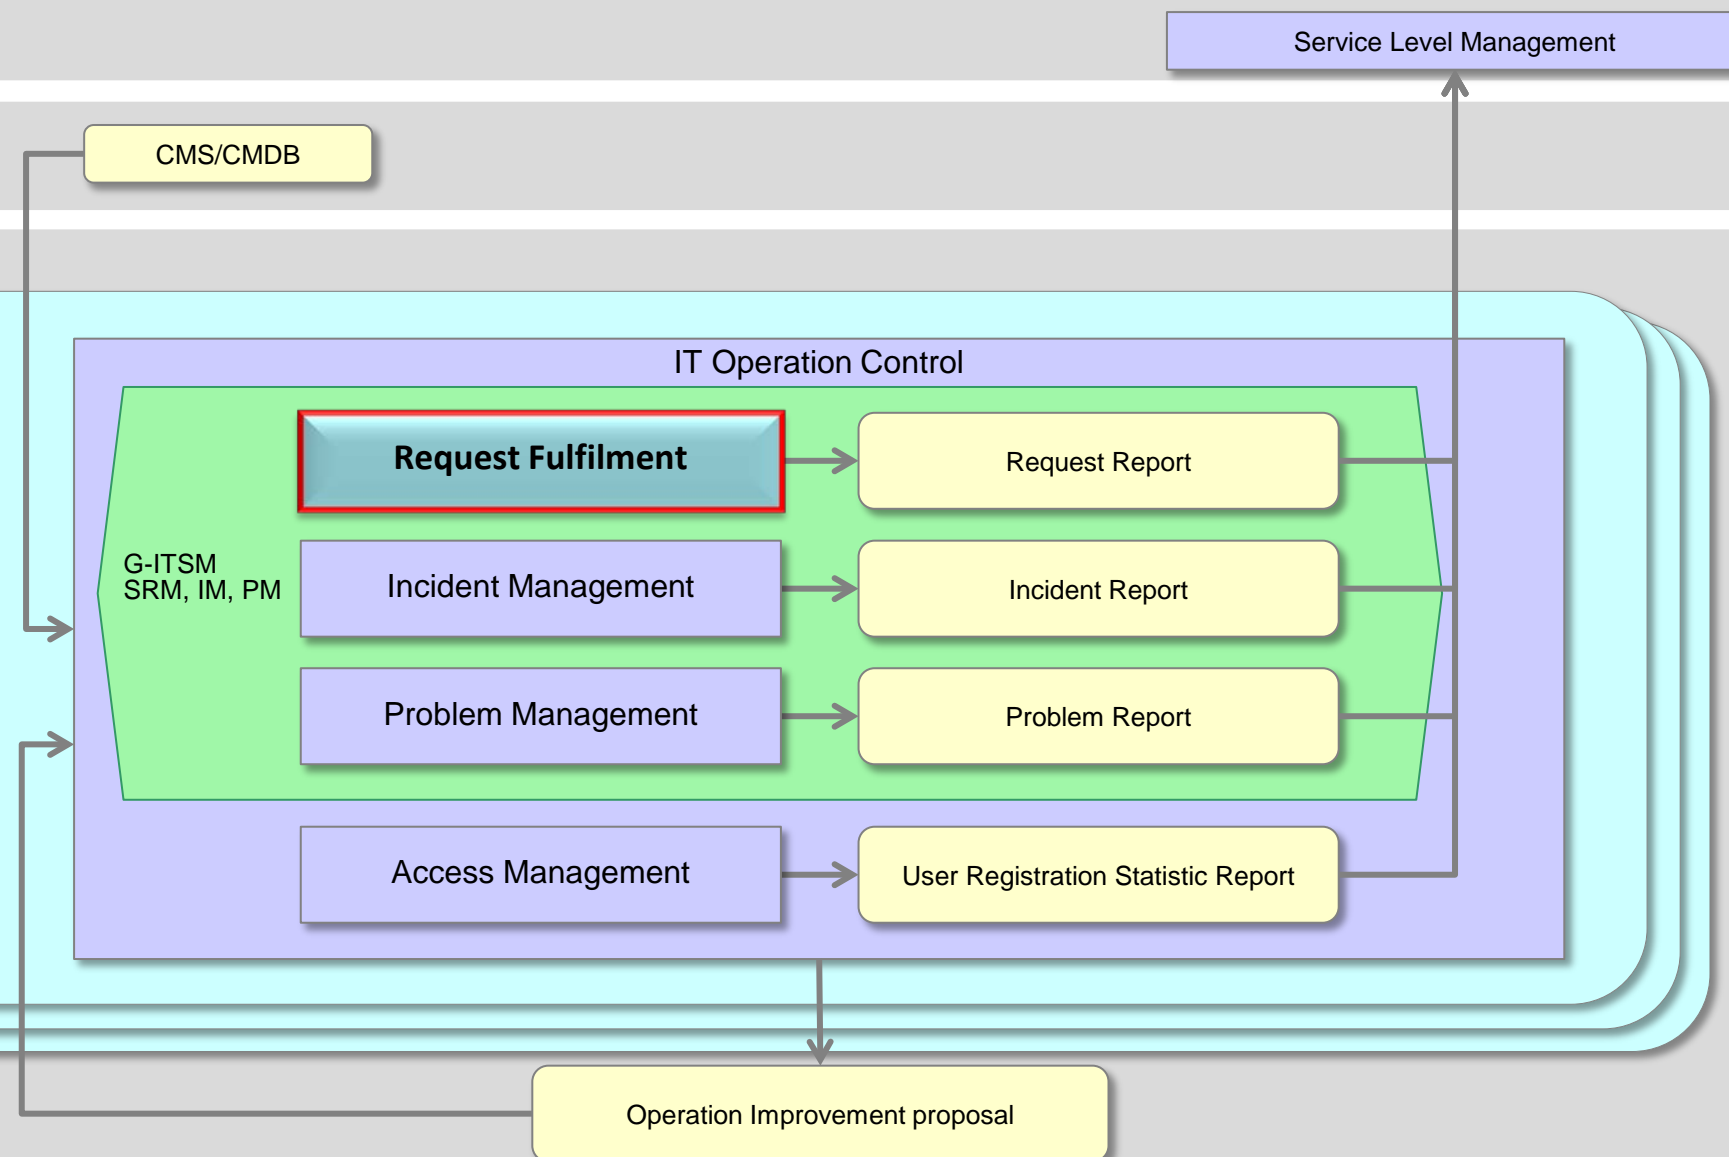 Service Level Management
CMS/CMDB
IT Operation Control
Request Fulfilment
Request Report
G-ITSM
SRM, IM, PM
Incident Management
Incident Report
Problem Management
Problem Report
Access Management
User Registration Statistic Report
Operation Improvement proposal